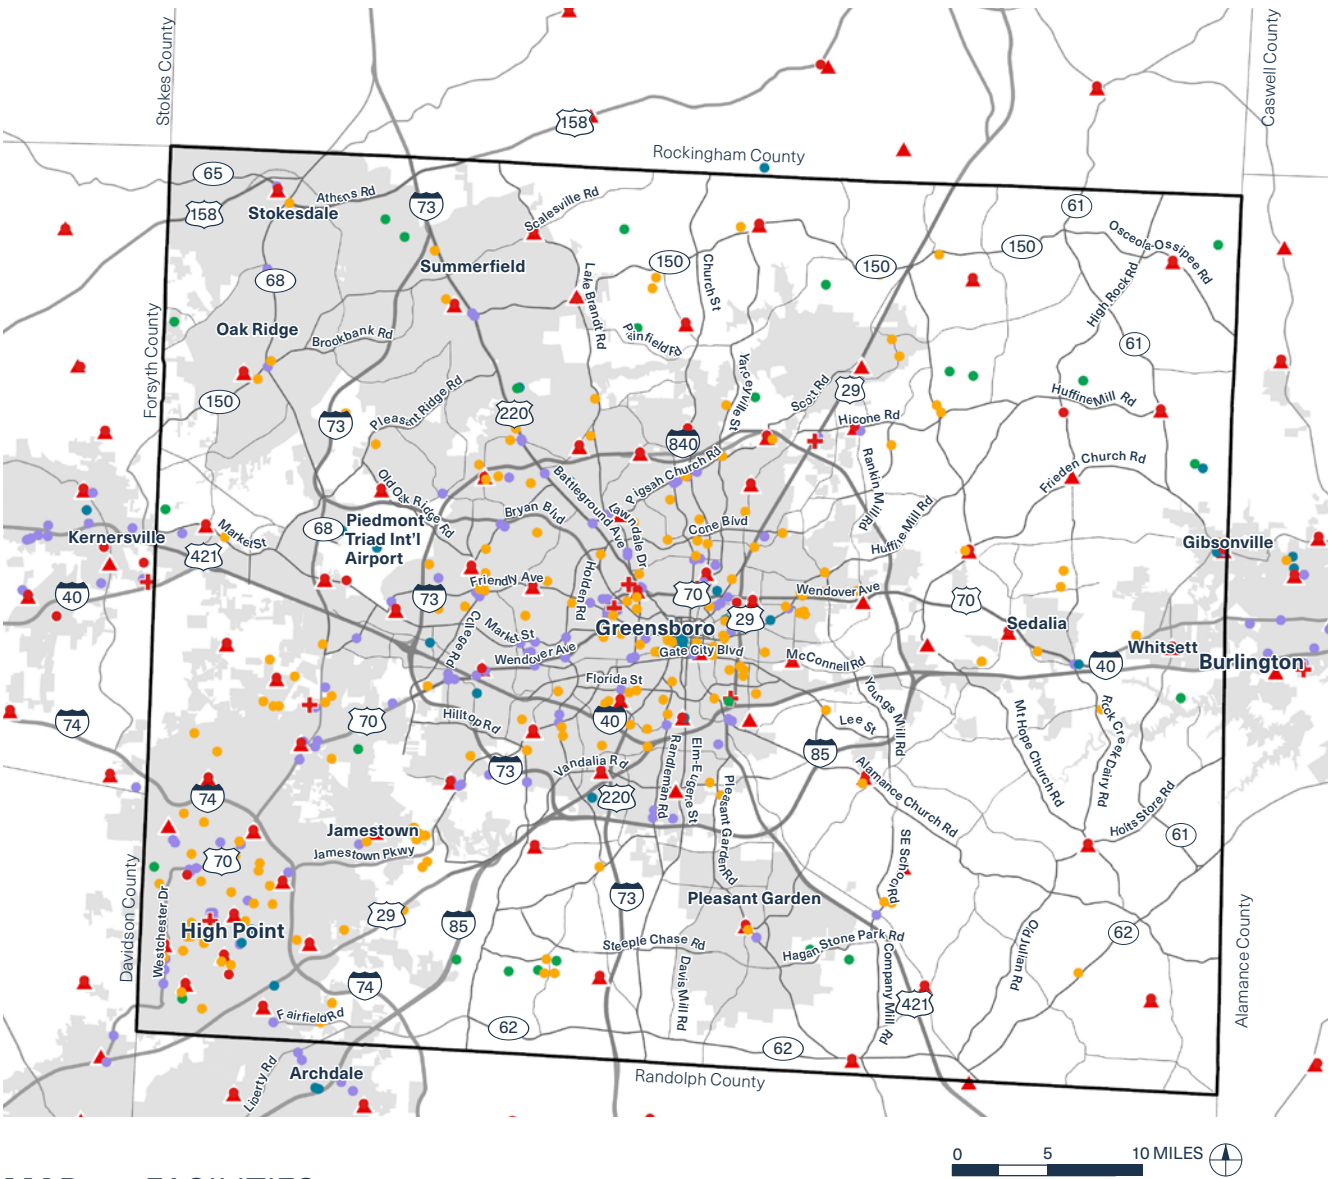 Stokes County
Caswell County
158
Rockingham County
65
Athens Rd
158
Stokesdale
73
Scalesville Rd
61
150
Osceola-Ossipee Rd
Summerfield
150
150
68
Lake Brandt Rd
Church St
High Rock Rd
Forsyth County
Oak Ridge
Brookbank Rd
61
Yanceyville St
150
Pleasant Ridge Rd
Scott Rd
29
Huffine Mill Rd
73
220
Hicone Rd
840
Pisgah Church Rd
Frieden Church Rd
Rankin Mill Rd
Old Oak Ridge Rd
Battleground Ave
Lawndale Dr
Bryan Blvd
Cone Blvd
Huffine Mill Rd
68
Piedmont
Triad Int'l
Airport
Kernersville
Market St
421
Gibsonville
40
Friendly Ave
Holden Rd
73
70
Wendover Ave
70
29
Greensboro
Sedalia
College Rd
Market St
Wendover Ave
Gate City Blvd
McConnell Rd
Whitsett
40
Burlington
Florida St
Youngs Mill Rd
74
70
Hilltop Rd
40
Lee St
Mt Hope Church Rd
Rock Creek Dairy Rd
85
Randleman Rd
Elm-Eugene St
73
Vandalia Rd
Alamance Church Rd
74
220
Pleasant Garden Rd
Holts Store Rd
61
Jamestown
Jamestown Pkwy
70
SE School Rd
Davidson County
Westchester Dr
73
Pleasant Garden
29
85
High Point
Alamance County
62
Steeple Chase Rd
Hagan Stone Park Rd
Old Julian Rd
Davis Mill Rd
Company Mill Rd
74
421
Fairfield Rd
62
62
Liberty Rd
Archdale
Randolph County
0 5 10 MILES